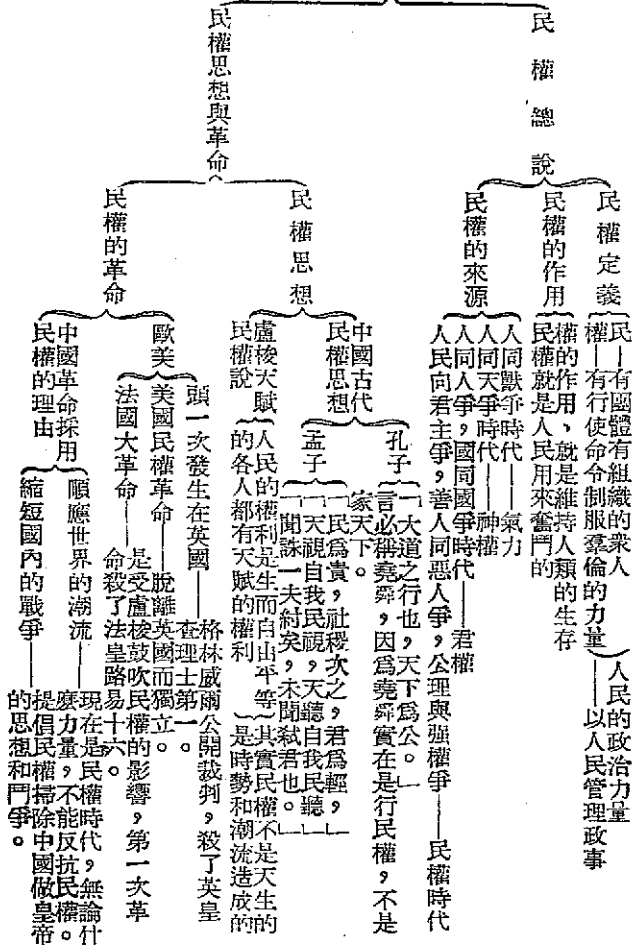 民權總說
民權定義
民—有團體有組織的衆人
權—有行使命令制服羣倫的力量
人民的政治力量
——以人民管理政事
民權的作用
權的作用，就是維持人類的生存
民權就是人民用來奮鬥的
民權的來源
人同獸爭時代——氣力
人同天爭時代——神權
人同人爭，國同國爭時代——君權
人民向君主爭，善人同惡人爭，公理與强權爭——民權時代
民權思想與革命
民權思想
中國古代
民權思想
孔子
「大道之行也，天下爲公。」
言必稱堯舜，因爲堯舜實在是行民權，不是
家天下。
孟子
「民爲貴，社稷次之，君爲輕，」
「天視自我民視，天聽自我民聽」
「聞誅一夫紂矣，未聞弒君也。」
盧梭天賦
民權說
人民的權利是生而自由平等
的各人都有天賦的權利
其實民權不是天生的
是時勢和潮流造成的
民權的革命
歐美
頭一次發生在英國——格林威爾公開裁判，殺了英皇
查理士第一。
美國民權革命——脫離英國而獨立。
法國大革命——是受盧梭鼓吹民權的影響，第一次革
命殺了法皇路易十六。
中國革命採用
民權的理由
順應世界的潮流——現在是民權時代，無論什
麽力量，不能反抗民權。
縮短國內的戰爭——提倡民權掃除中國做皇帝
的思想和鬥爭。